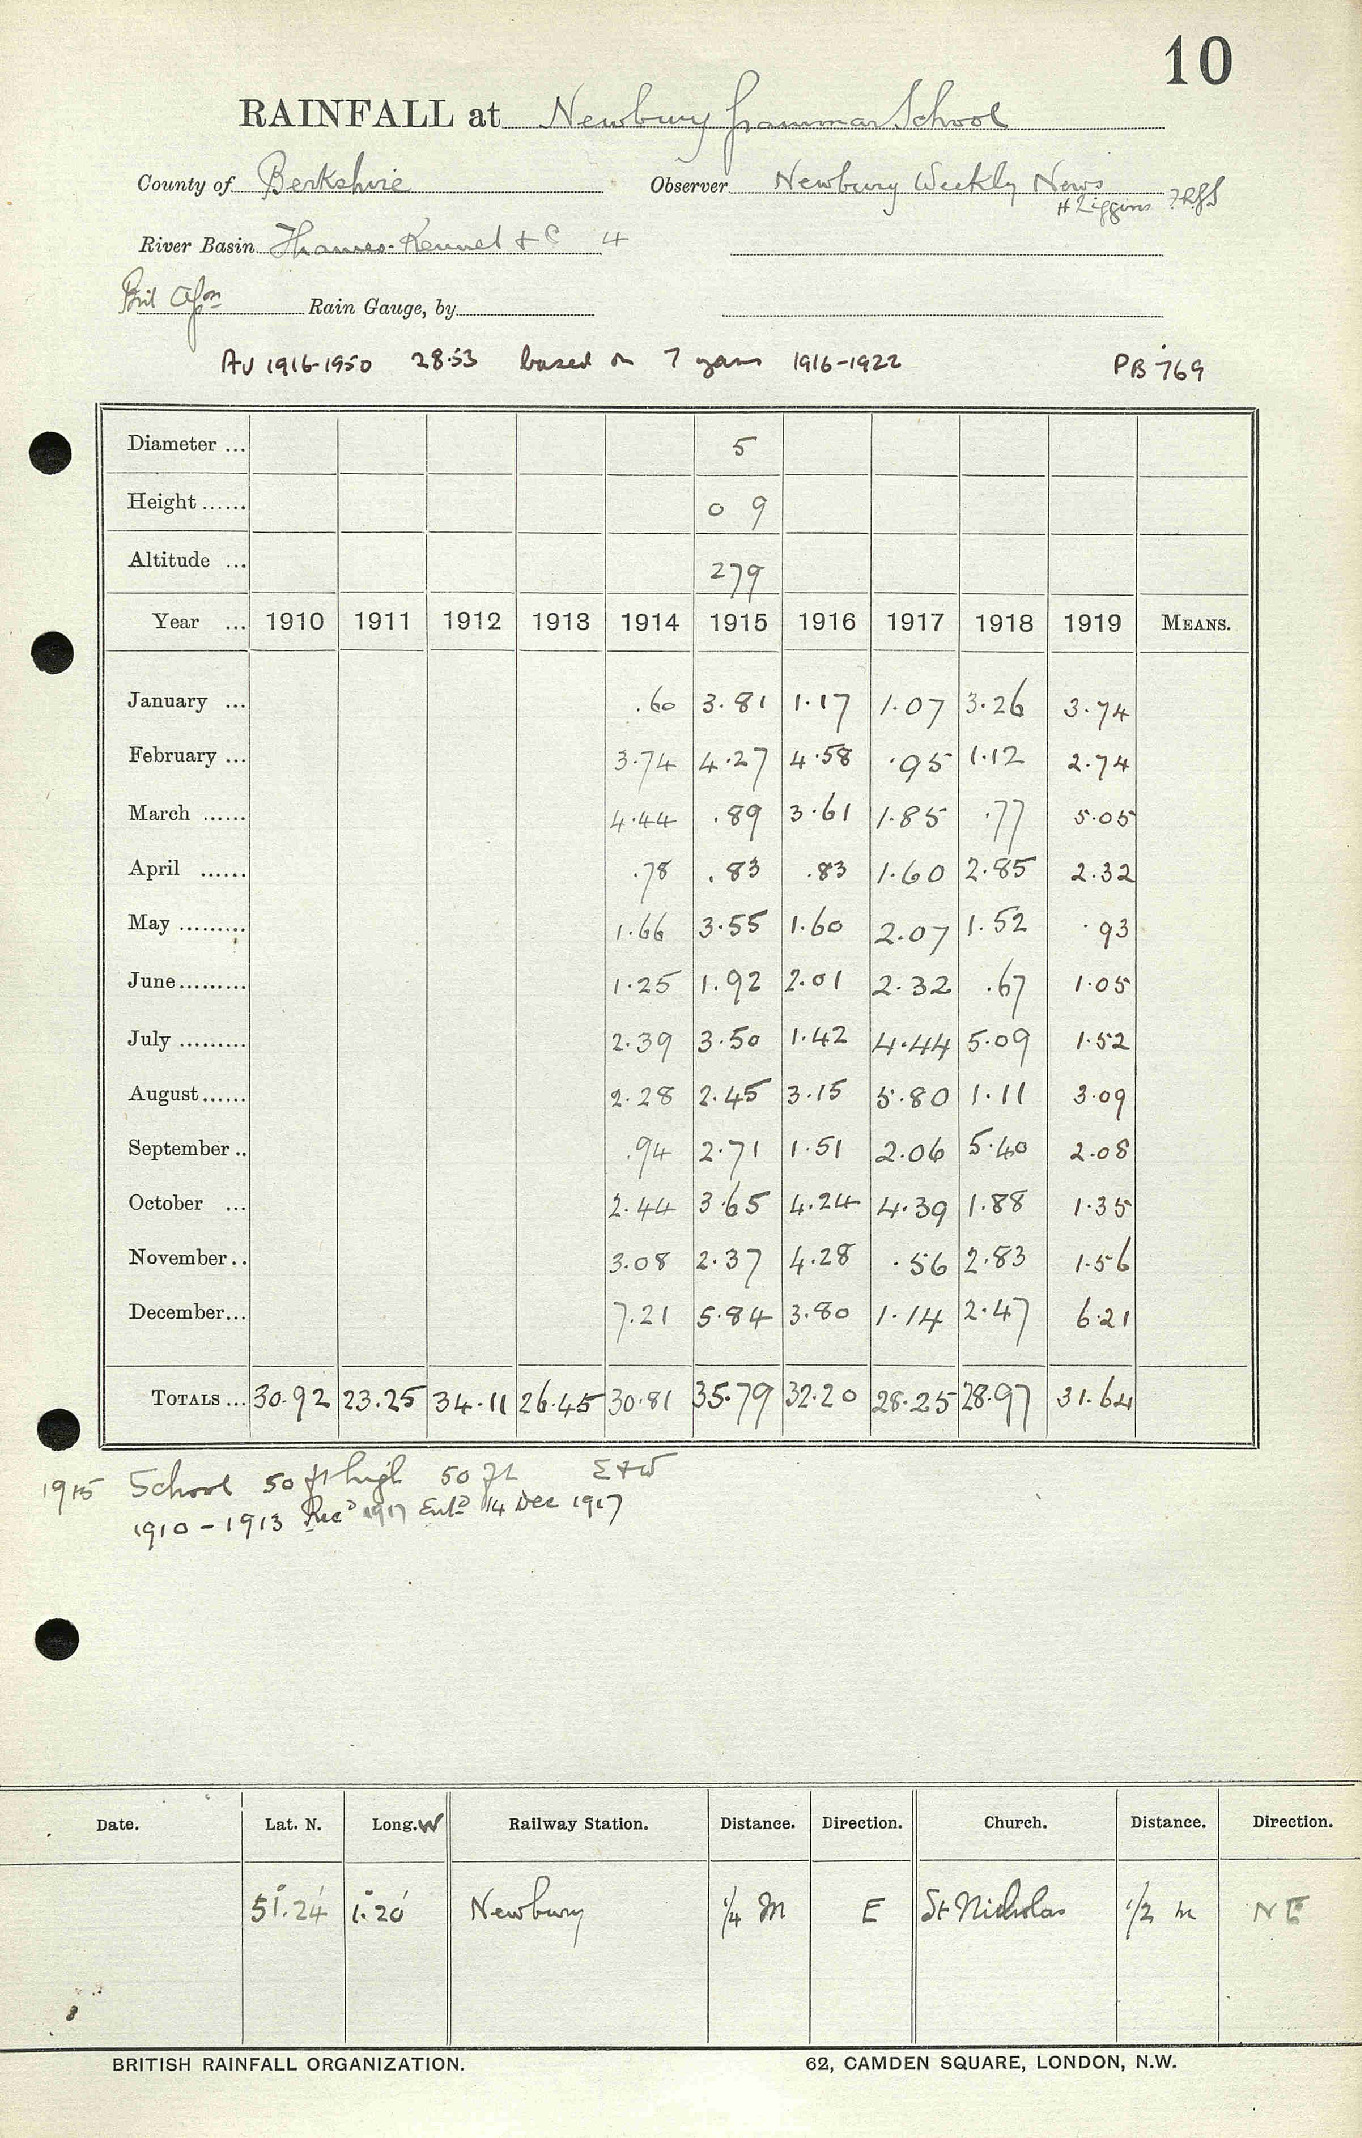 10
RAINFALL at Newbury Grammar School
County of Berkshire Observer Newbury Weekly News
H Liggins
River Basin Thames-Kennet + C 4
Rain Gauge, by
Av 1916-1950 28.53 based on 7 years 1916-1922 PB 769
Diameter ... 5
Height ...... 0 9
Altitude ... 279
Year ... 1910 1911 1912 1913 1914 1915 1916 1917 1918 1919 MEANS.
January ... .60 3.81 1.17 1.07 3.26 3.74
February ... 3.74 4.27 4.58 .95 1.12 2.74
March ...... 4.44 .89 3.61 1.85 .77 5.05
April ...... .78 .83 .83 1.60 2.85 2.32
May ......... 1.66 3.55 1.60 2.07 1.52 .93
June......... 1.25 1.92 2.01 2.32 .67 1.05
July ......... 2.39 3.50 1.42 4.44 5.09 1.52
August...... 2.28 2.45 3.15 5.80 1.11 3.09
September .. .94 2.71 1.51 2.06 5.40 2.08
October ... 2.44 3.65 4.24 4.39 1.88 1.35
November .. 3.08 2.37 4.28 .56 2.83 1.56
December... 7.21 5.84 3.80 1.14 2.47 6.21
TOTALS ... 30.92 23.25 34.11 26.45 30.81 35.79 32.20 28.25 28.97 31.64
1915 School 50 ft high 50 ft E+W
1910 - 1913 Recd 1917 Entd 14 Dec 1917
Date. Lat. N. Long. W Railway Station. Distance. Direction. Church. Distance. Direction.
51°.24' 1°.20' Newbury 1/4 M E St Nicholas 1/2 m NE
BRITISH RAINFALL ORGANIZATION. 62, CAMDEN SQUARE, LONDON, N.W.